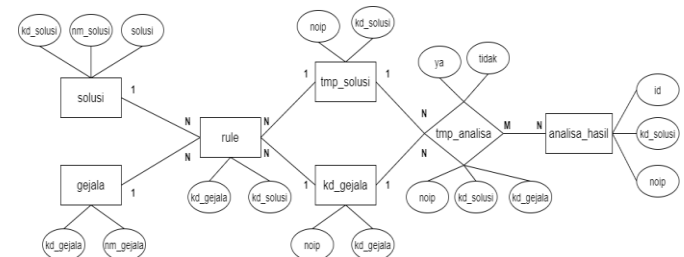 kd_solusi
nm_solusi
solusi
solusi
1
N
gejala
1
N
kd_gejala
nm_gejala
rule
kd_gejala
kd_solusi
N
N
noip
kd_solusi
1
tmp_solusi
1
1
kd_gejala
1
noip
kd_gejala
ya
tidak
N
N
tmp_analisa
M
N
noip
kd_solusi
kd_gejala
analisa_hasil
id
kd_solusi
noip